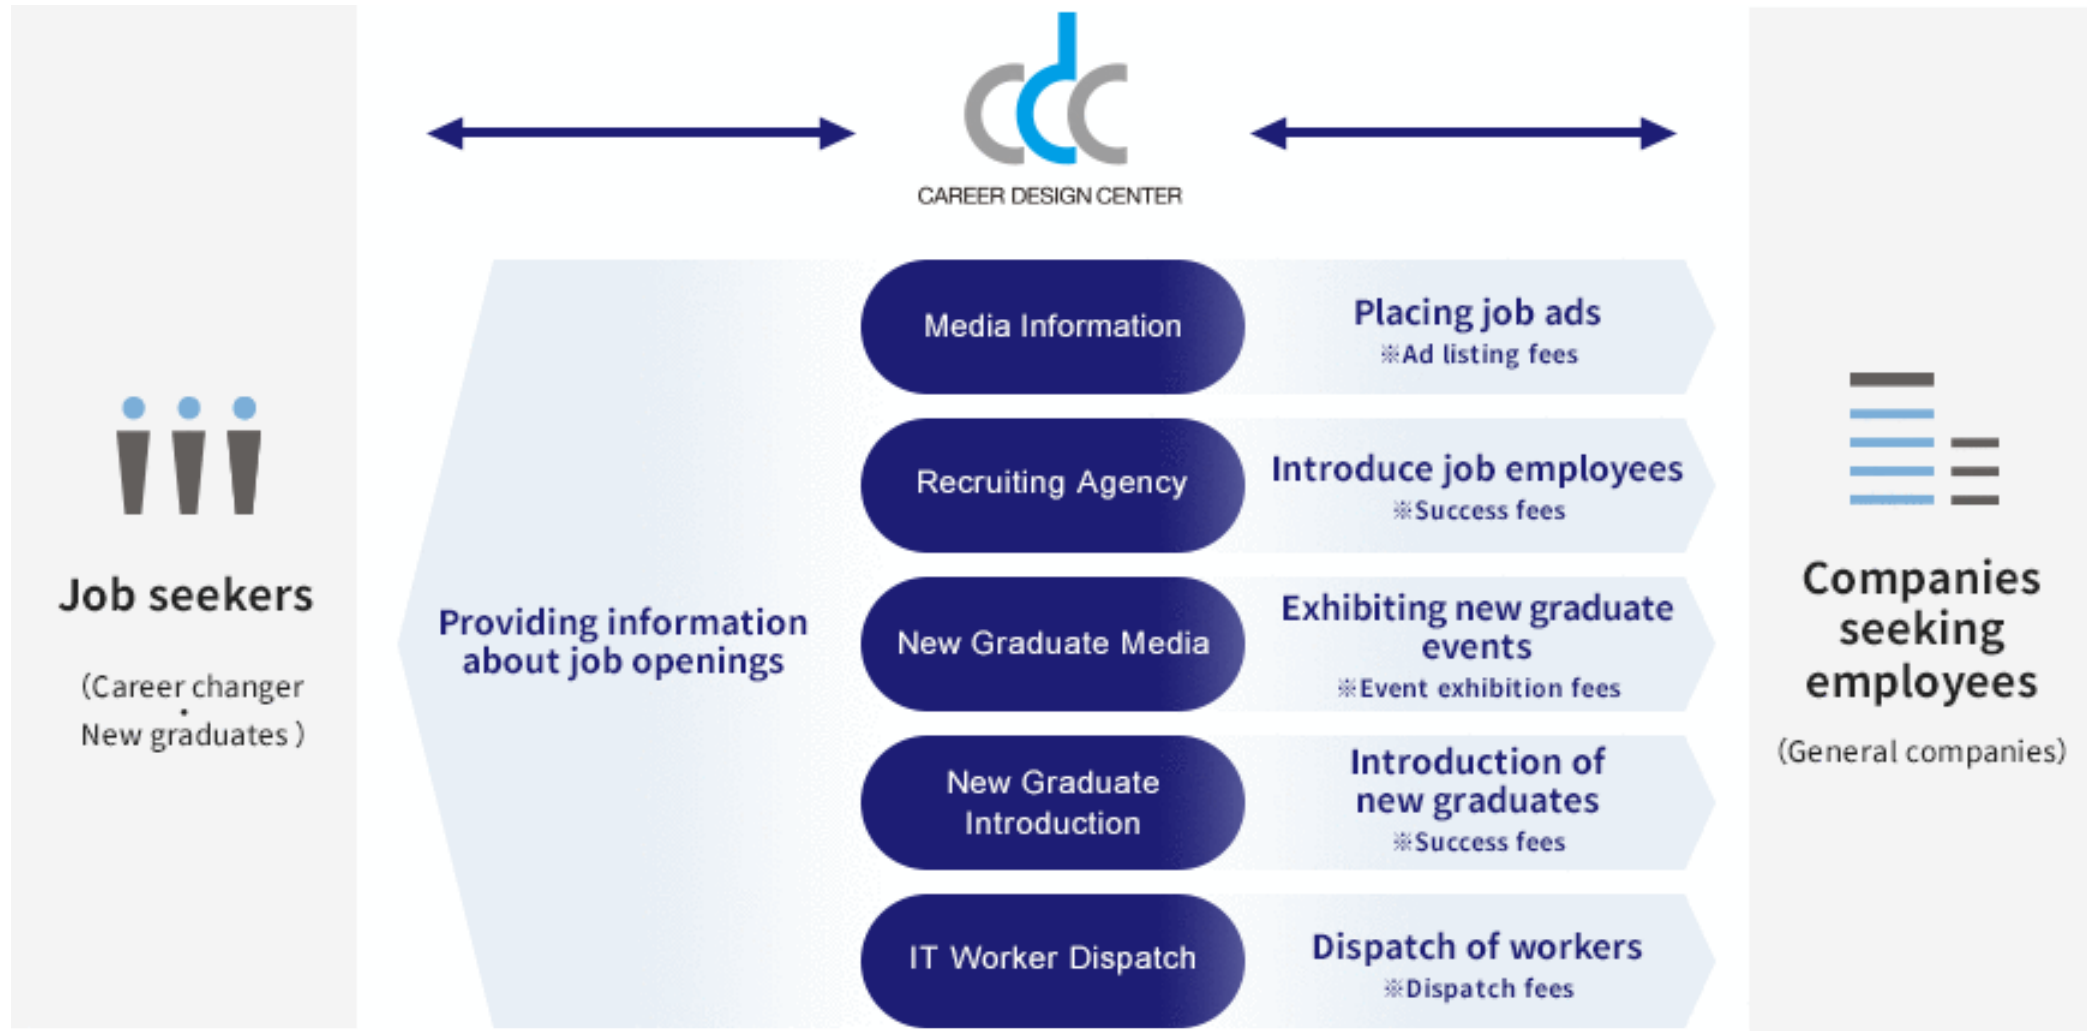 cdc
CAREER DESIGN CENTER
Job seekers
（Career changer
・
New graduates）
Providing information
about job openings
Media Information
Placing job ads
※Ad listing fees
Recruiting Agency
Introduce job employees
※Success fees
New Graduate Media
Exhibiting new graduate
events
※Event exhibition fees
New Graduate
Introduction
Introduction of
new graduates
※Success fees
IT Worker Dispatch
Dispatch of workers
※Dispatch fees
Companies
seeking
employees
（General companies）